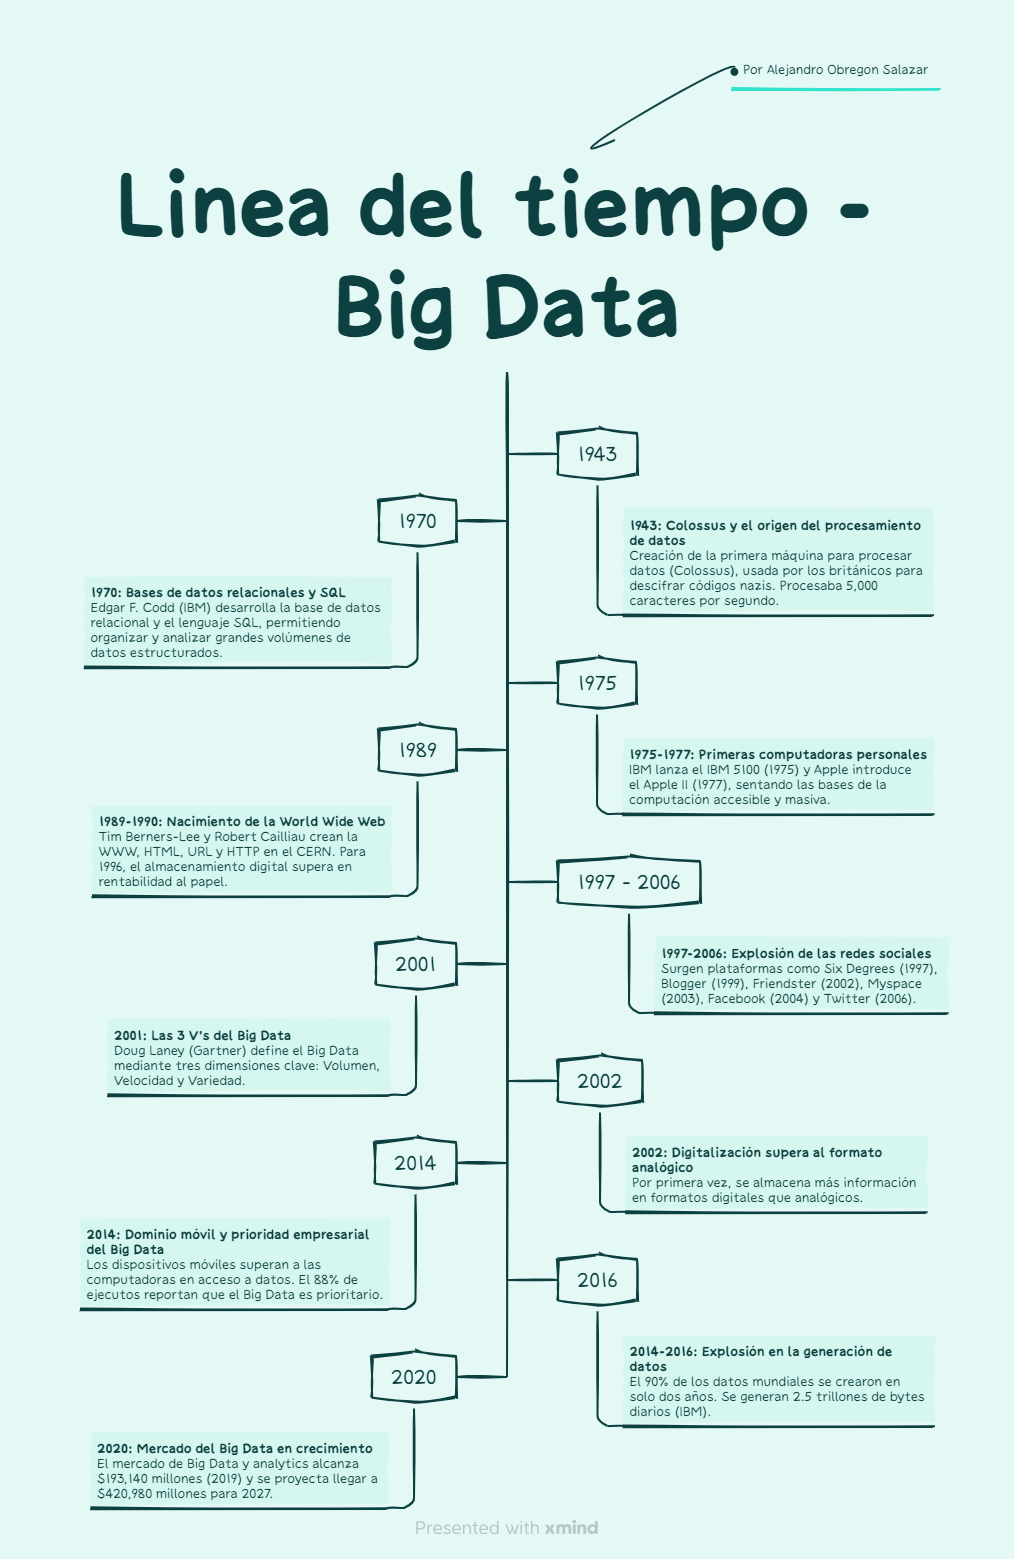 Por Alejandro Obregon Salazar
Linea del tiempo -
Big Data
1943
1943: Colossus y el origen del procesamiento
de datos
Creación de la primera máquina para procesar
datos (Colossus), usada por los británicos para
descifrar códigos nazis. Procesaba 5,000
caracteres por segundo.
1970
1970: Bases de datos relacionales y SQL
Edgar F. Codd (IBM) desarrolla la base de datos
relacional y el lenguaje SQL, permitiendo
organizar y analizar grandes volúmenes de
datos estructurados.
1975
1975-1977: Primeras computadoras personales
IBM lanza el IBM 5100 (1975) y Apple introduce
el Apple II (1977), sentando las bases de la
computación accesible y masiva.
1989
1989-1990: Nacimiento de la World Wide Web
Tim Berners-Lee y Robert Cailliau crean la
WWW, HTML, URL y HTTP en el CERN. Para
1996, el almacenamiento digital supera en
rentabilidad al papel.
1997 - 2006
1997-2006: Explosión de las redes sociales
Surgen plataformas como Six Degrees (1997),
Blogger (1999), Friendster (2002), Myspace
(2003), Facebook (2004) y Twitter (2006).
2001
2001: Las 3 V's del Big Data
Doug Laney (Gartner) define el Big Data
mediante tres dimensiones clave: Volumen,
Velocidad y Variedad.
2002
2002: Digitalización supera al formato
analógico
Por primera vez, se almacena más información
en formatos digitales que analógicos.
2014
2014: Dominio móvil y prioridad empresarial
del Big Data
Los dispositivos móviles superan a las
computadoras en acceso a datos. El 88% de
ejecutos reportan que el Big Data es prioritario.
2016
2014-2016: Explosión en la generación de
datos
El 90% de los datos mundiales se crearon en
solo dos años. Se generan 2.5 trillones de bytes
diarios (IBM).
2020
2020: Mercado del Big Data en crecimiento
El mercado de Big Data y analytics alcanza
$193,140 millones (2019) y se proyecta llegar a
$420,980 millones para 2027.
Presented with xmind